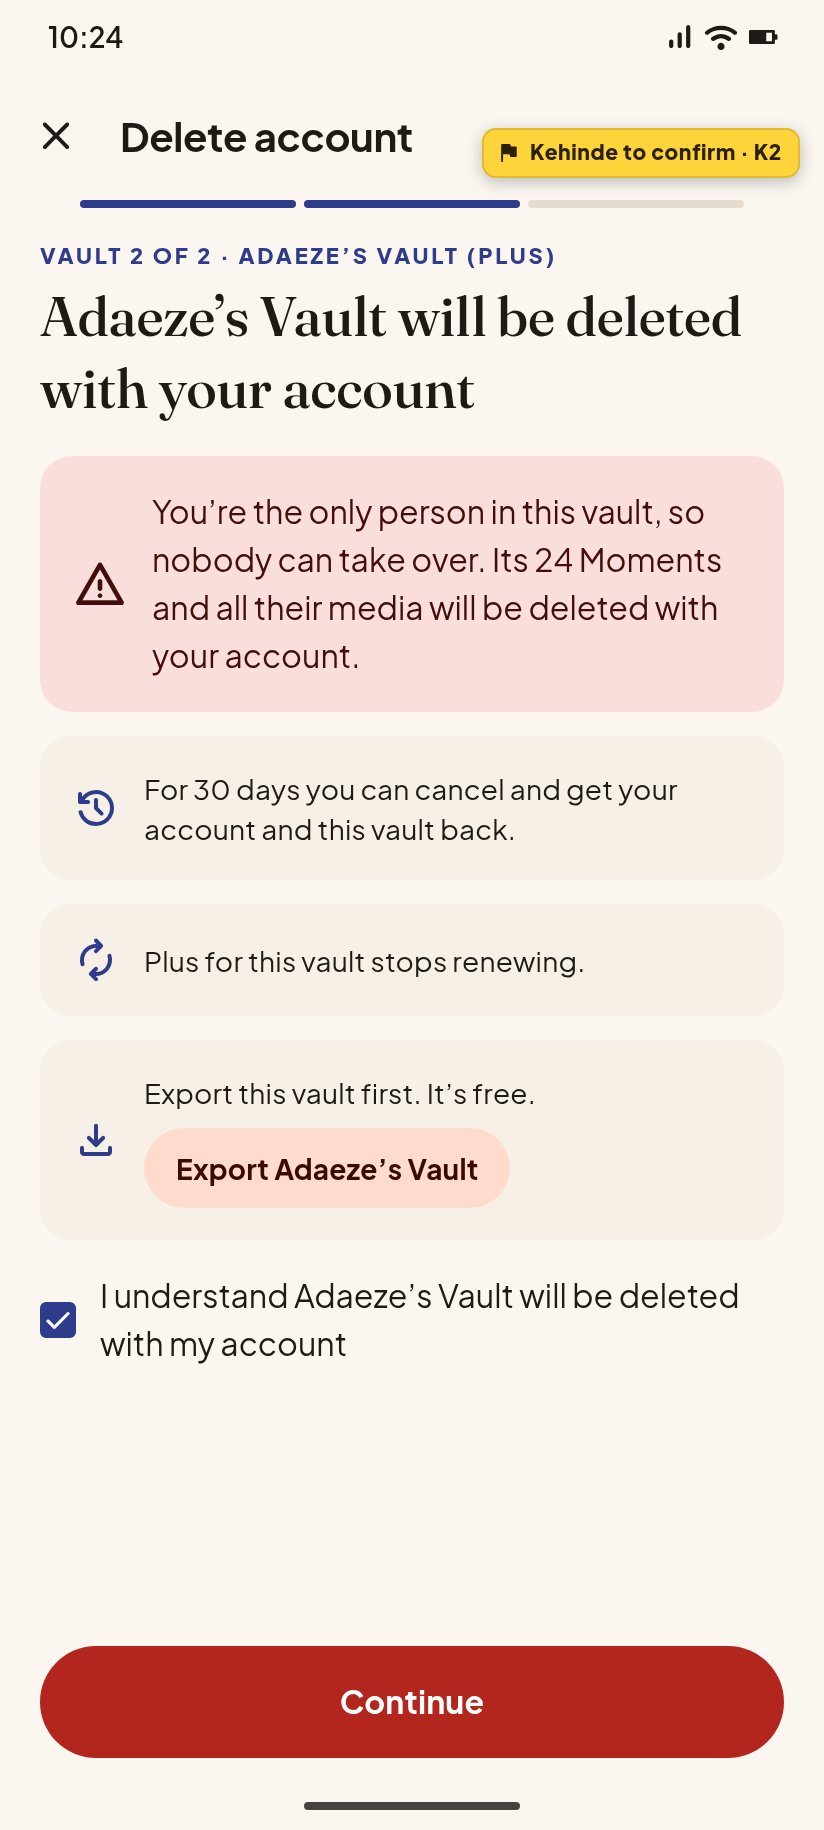 10:24
Delete account
Kehinde to confirm · K2
VAULT 2 OF 2 · ADAEZE’S VAULT (PLUS)
Adaeze’s Vault will be deleted
with your account
You’re the only person in this vault, so
nobody can take over. Its 24 Moments
and all their media will be deleted with
your account.
For 30 days you can cancel and get your
account and this vault back.
Plus for this vault stops renewing.
Export this vault first. It’s free.
Export Adaeze’s Vault
I understand Adaeze’s Vault will be deleted
with my account
Continue